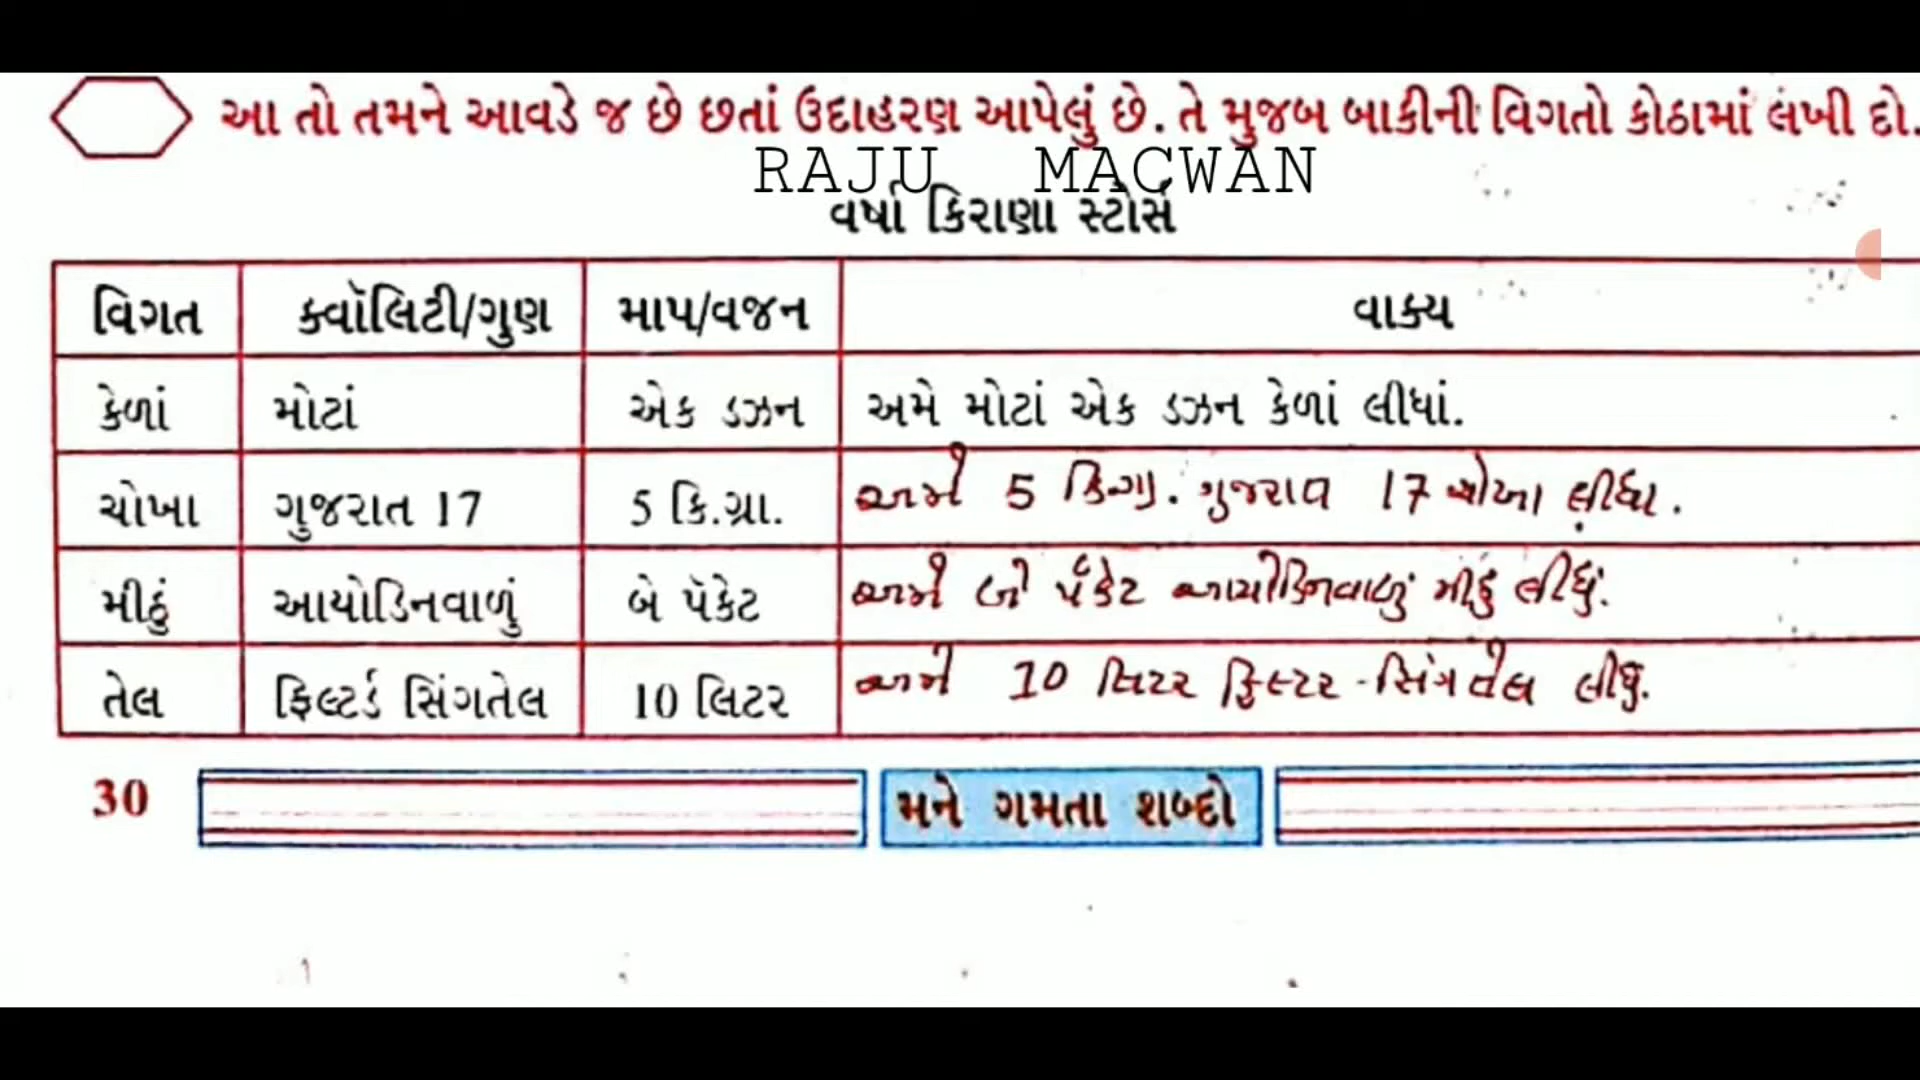 આ તો તમને આવડે જ છે છતાં ઉદાહરણ આપેલું છે. તે મુજબ બાકીની વિગતો કોઠામાં લખી દો.
RAJU MACWAN
વર્ષા કિરાણા સ્ટોર્સ
વિગત ક્વૉલિટી/ગુણ માપ/વજન વાક્ય
કેળાં મોટાં એક ડઝન અમે મોટાં એક ડઝન કેળાં લીધાં.
ચોખા ગુજરાત 17 5 કિ.ગ્રા. અમે 5 કિ.ગ્રા. ગુજરાત 17 ચોખા લીધા.
મીઠું આયોડિનવાળું બે પૅકેટ અમે બે પૅકેટ આયોડિનવાળું મીઠું લીધું.
તેલ ફિલ્ટર્ડ સિંગતેલ 10 લિટર અમે 10 લિટર ફિલ્ટર સિંગતેલ લીધું.
30 મને ગમતા શબ્દો